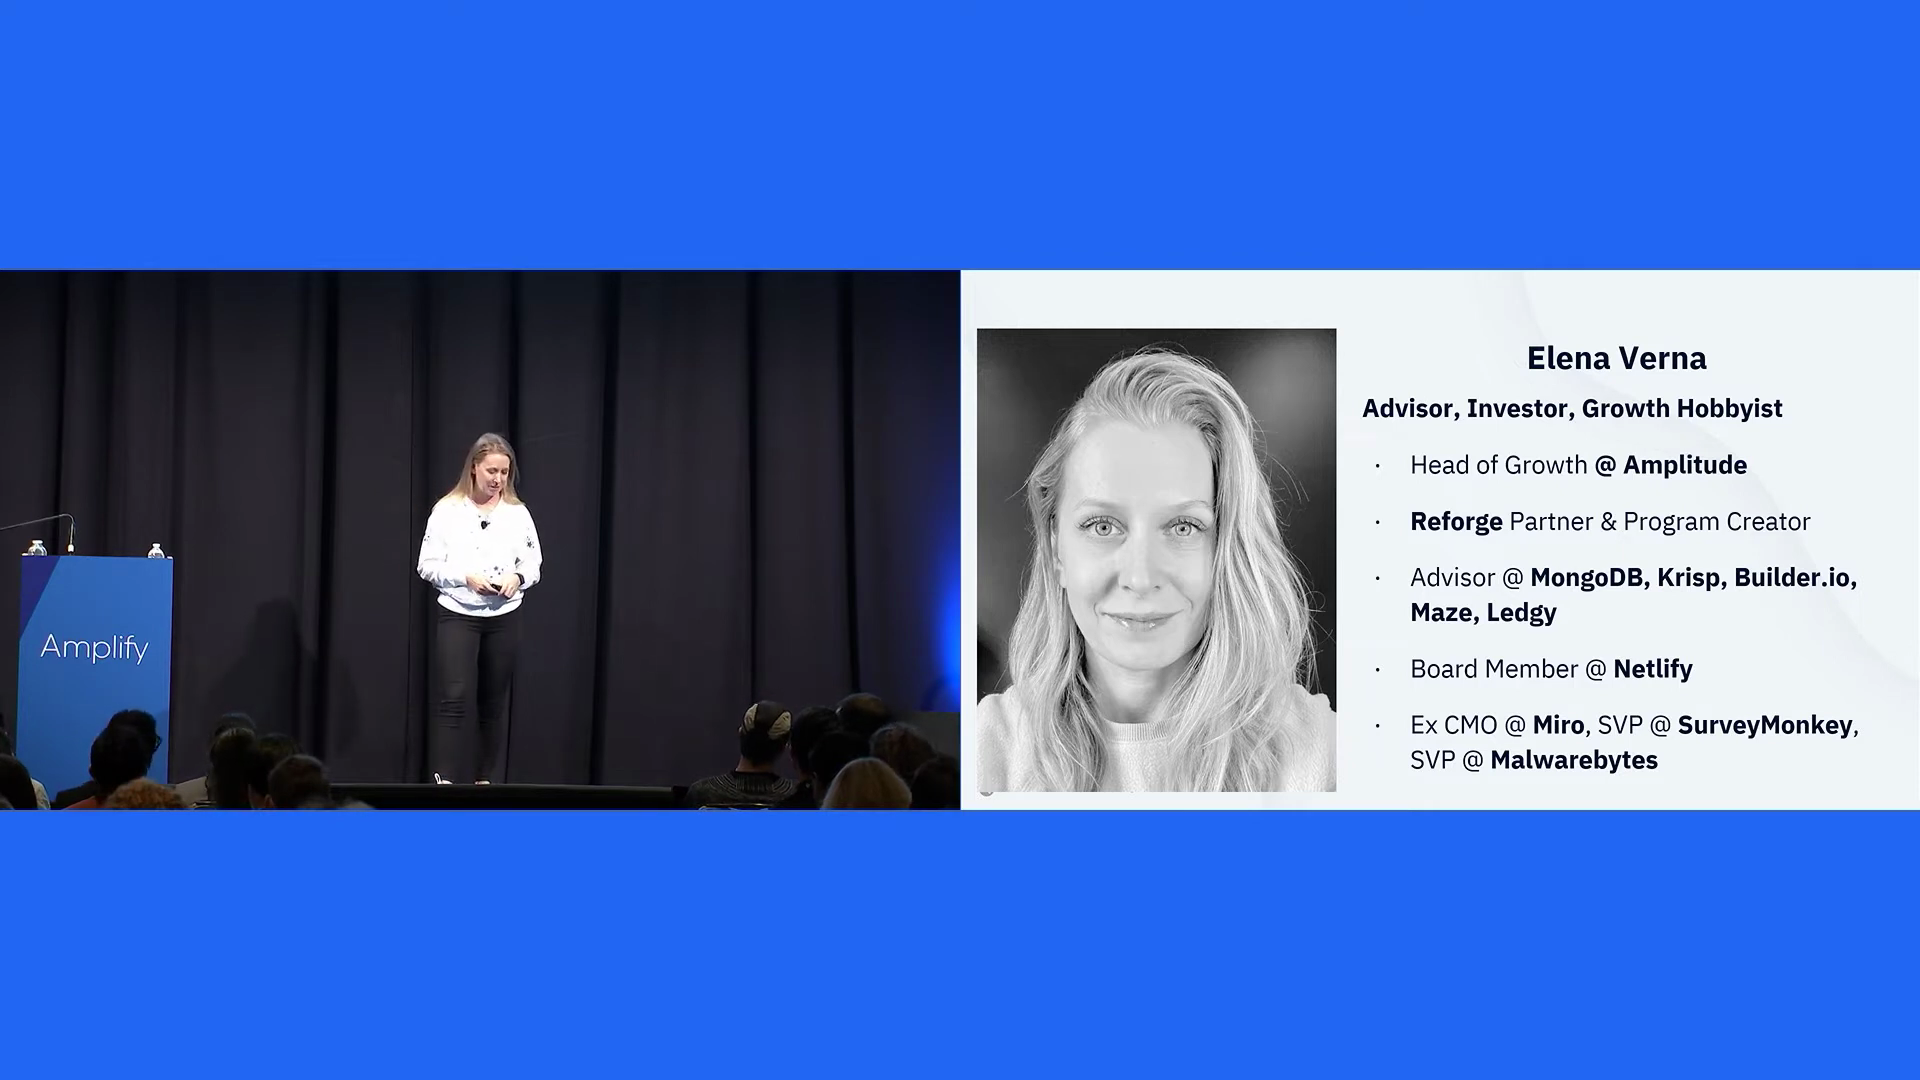 Amplify
Elena Verna
Advisor, Investor, Growth Hobbyist
· Head of Growth @ Amplitude
· Reforge Partner & Program Creator
· Advisor @ MongoDB, Krisp, Builder.io,
Maze, Ledgy
· Board Member @ Netlify
· Ex CMO @ Miro, SVP @ SurveyMonkey,
SVP @ Malwarebytes